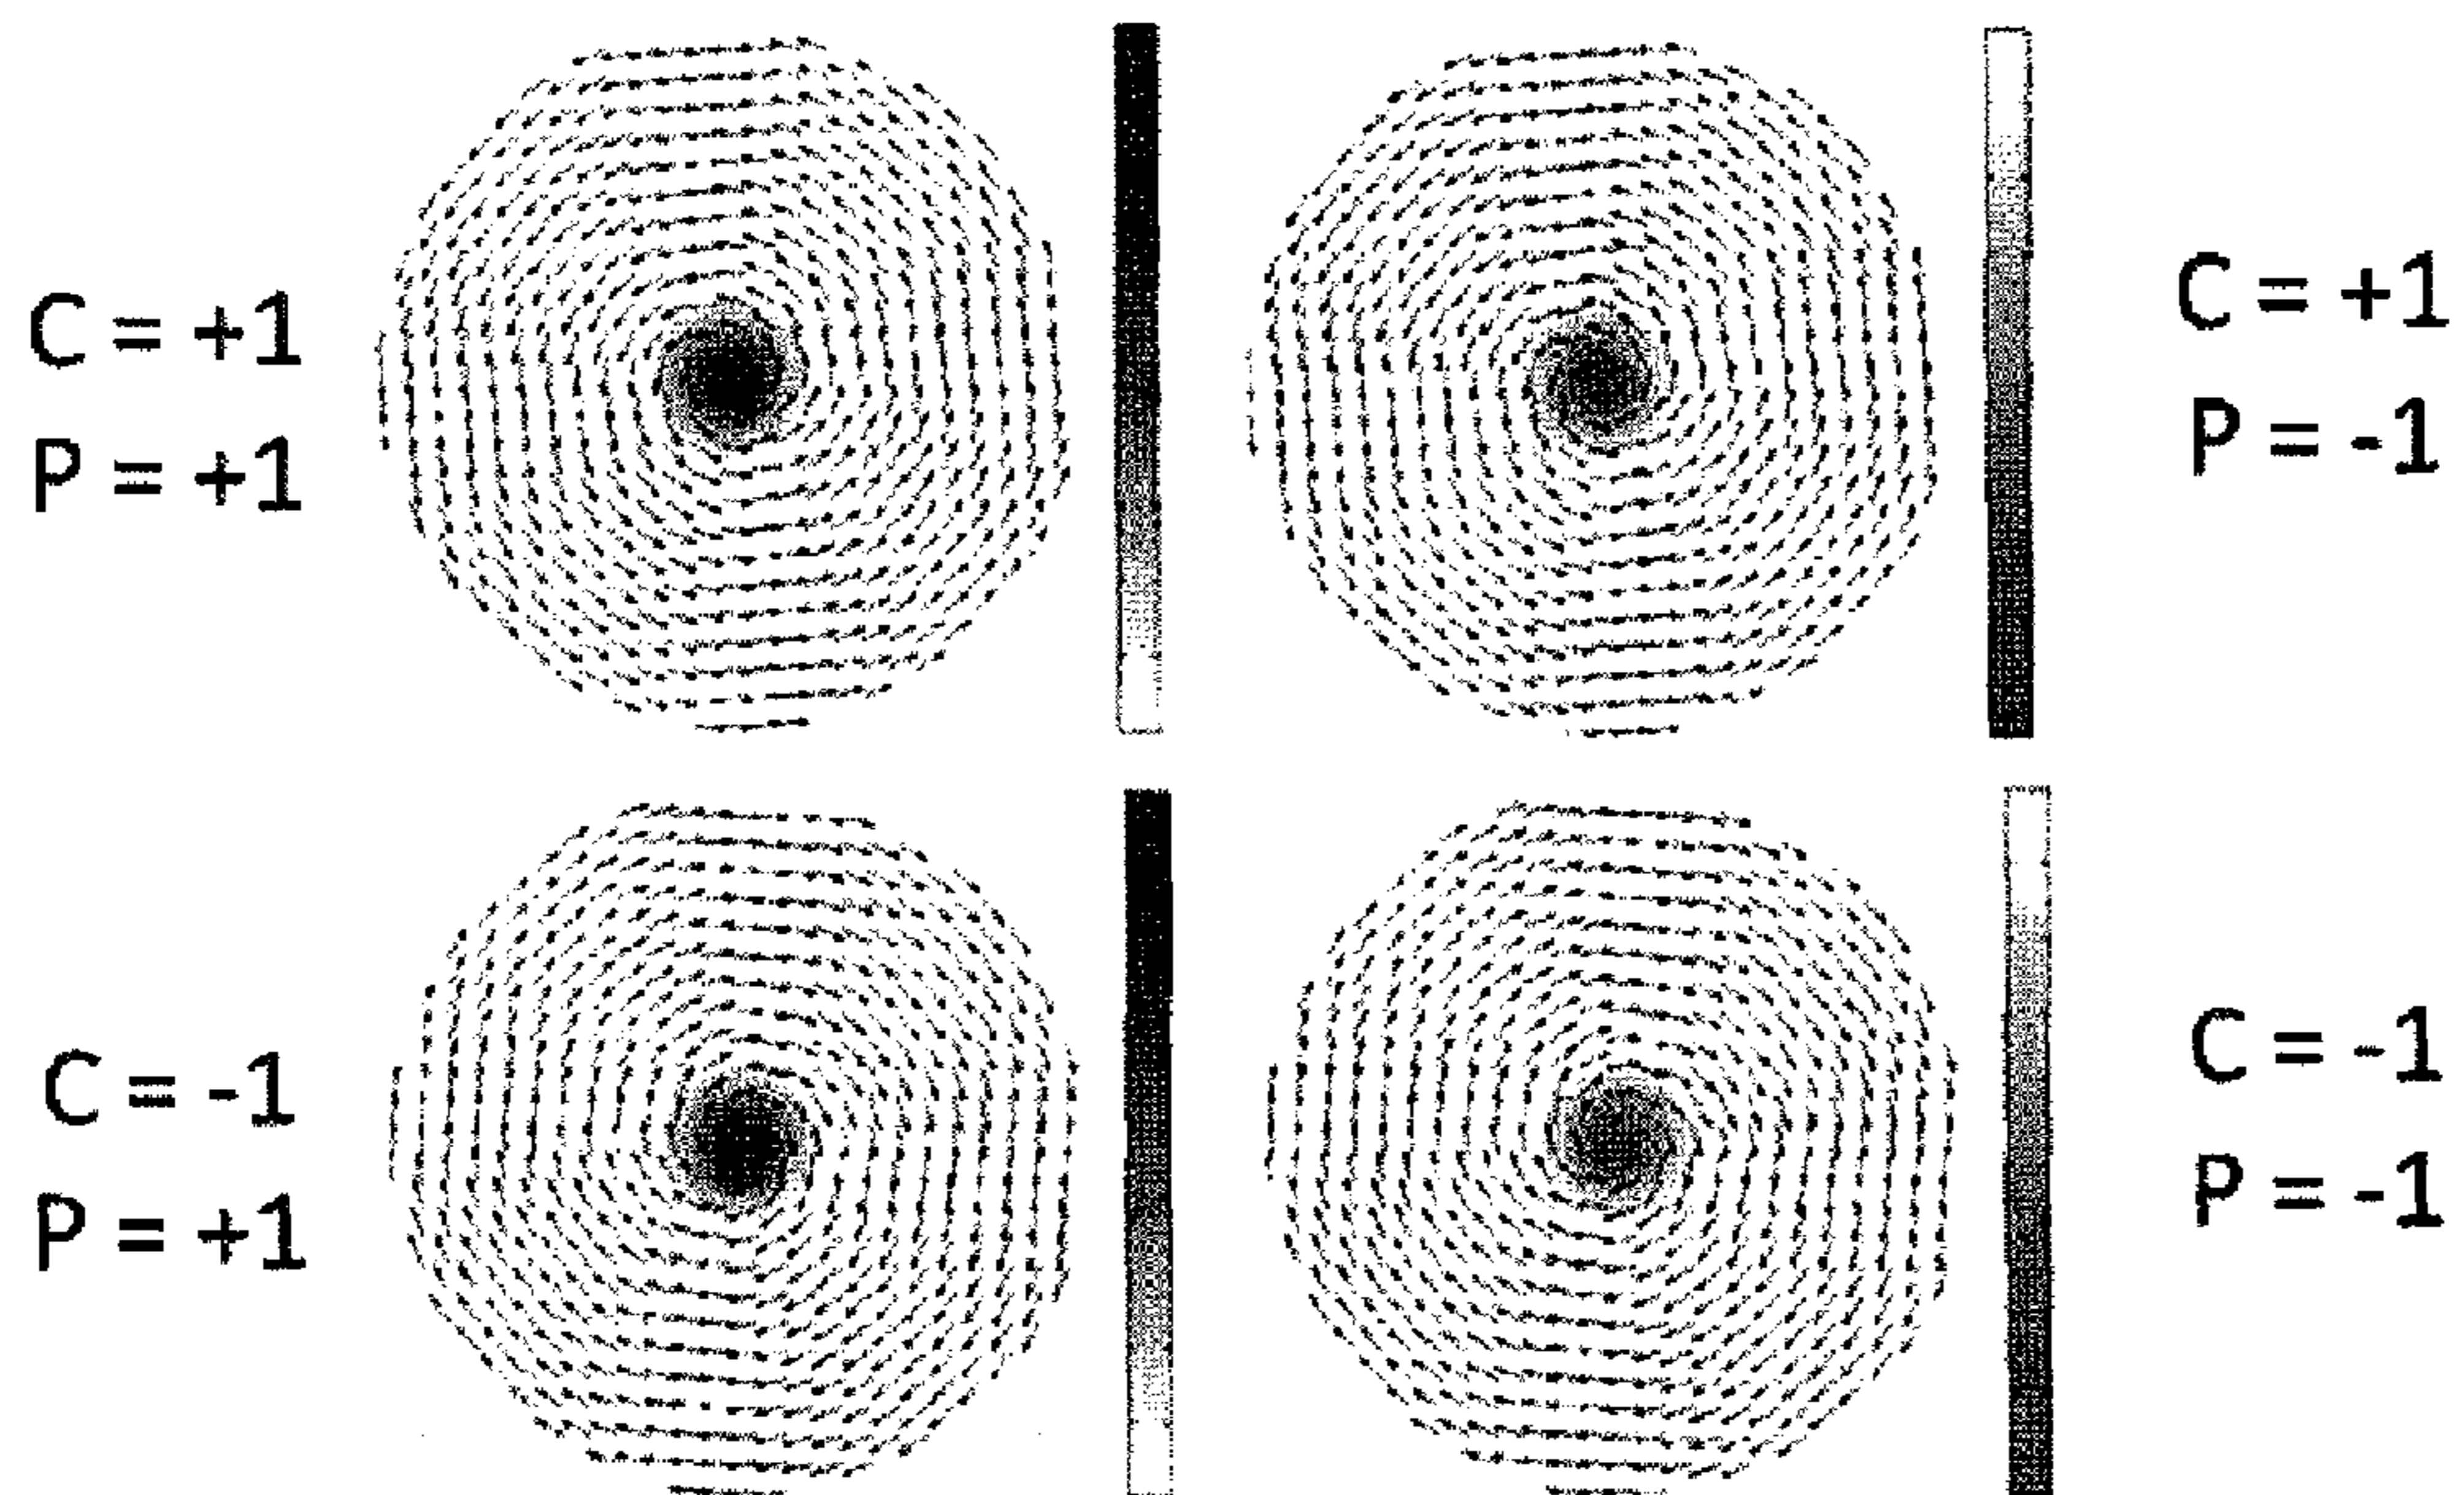 C = +1
P = +1
C = +1
P = -1
C = -1
P = +1
C = -1
P = -1